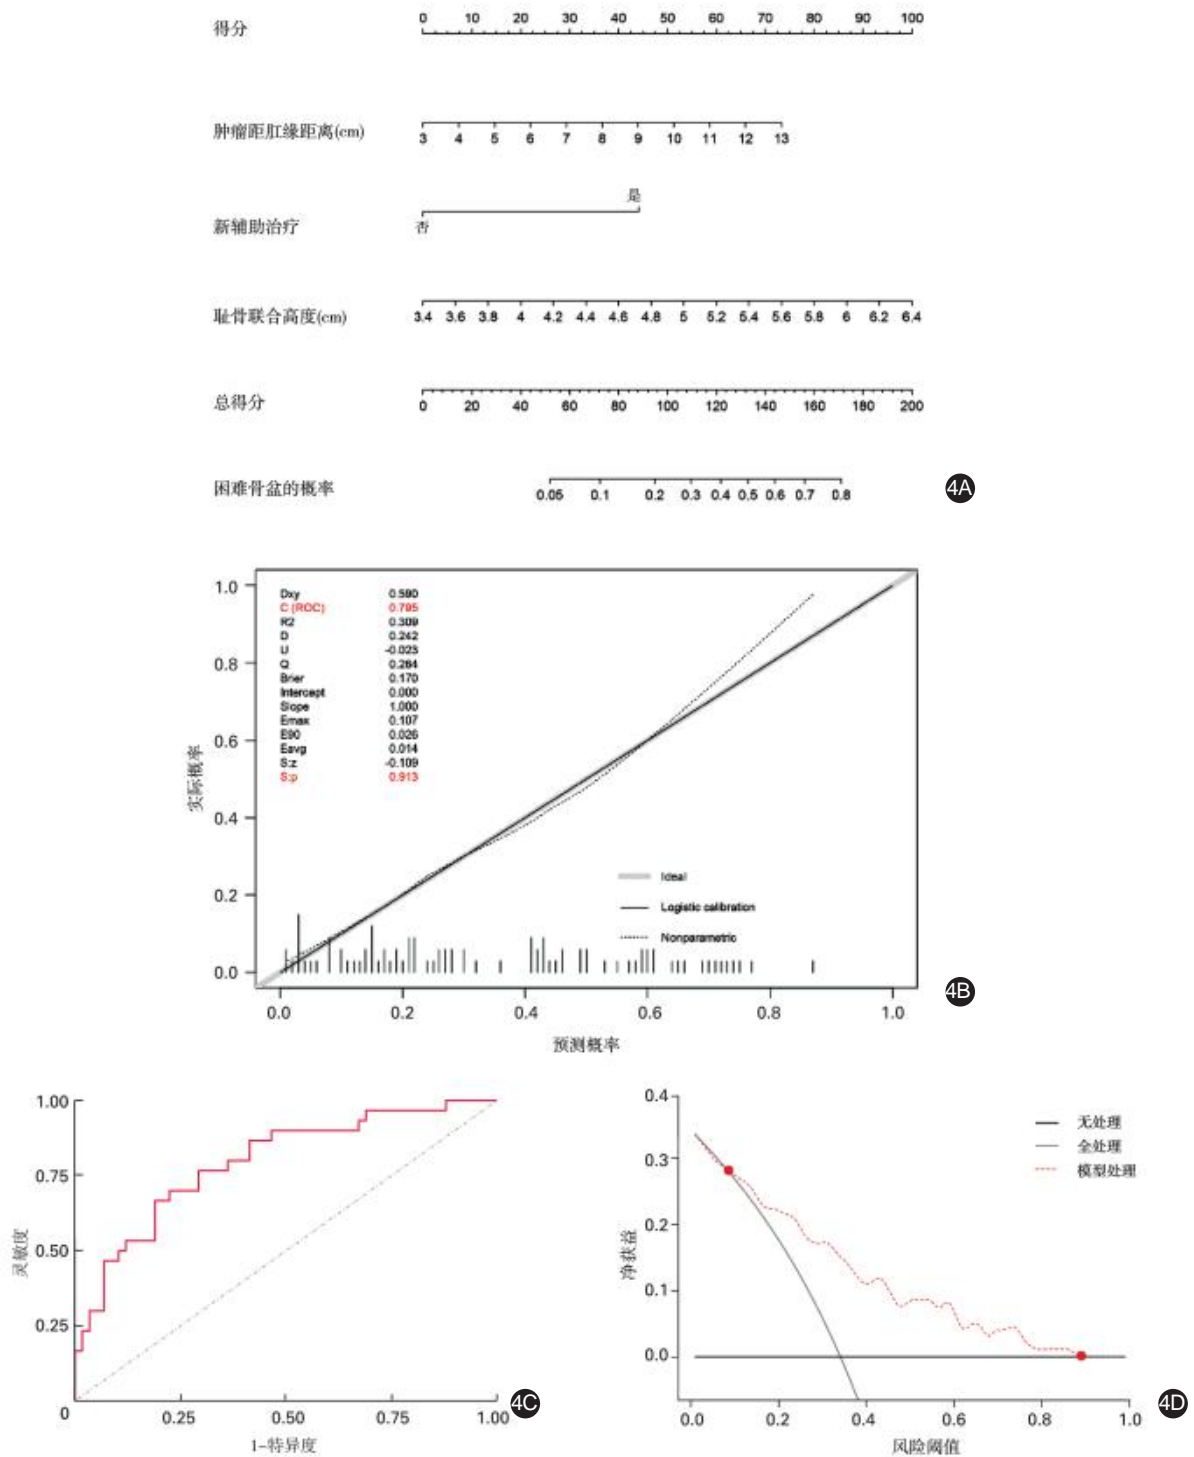 得分
0 10 20 30 40 50 60 70 80 90 100
肿瘤距肛缘距离(cm)
3 4 5 6 7 8 9 10 11 12 13
是
新辅助治疗
否
耻骨联合高度(cm)
3.4 3.6 3.8 4 4.2 4.4 4.6 4.8 5 5.2 5.4 5.6 5.8 6 6.2 6.4
总得分
0 20 40 60 80 100 120 140 160 180 200
困难骨盆的概率
0.05 0.1 0.2 0.3 0.4 0.5 0.6 0.7 0.8
4A
实际概率
1.0
0.8
0.6
0.4
0.2
0.0
Dxy 0.590
C (ROC) 0.795
R2 0.309
D 0.242
U -0.023
Q 0.264
Brier 0.170
Intercept 0.000
Slope 1.000
Emax 0.107
E90 0.026
Eavg 0.014
S:z -0.109
S:p 0.913
Ideal
Logistic calibration
Nonparametric
0.0 0.2 0.4 0.6 0.8 1.0
预测概率
4B
灵敏度
1.00
0.75
0.50
0.25
0
0.25 0.50 0.75 1.00
1-特异度
4C
净获益
0.4
0.3
0.2
0.1
0.0
无处理
全处理
模型处理
0.0 0.2 0.4 0.6 0.8 1.0
风险阈值
4D